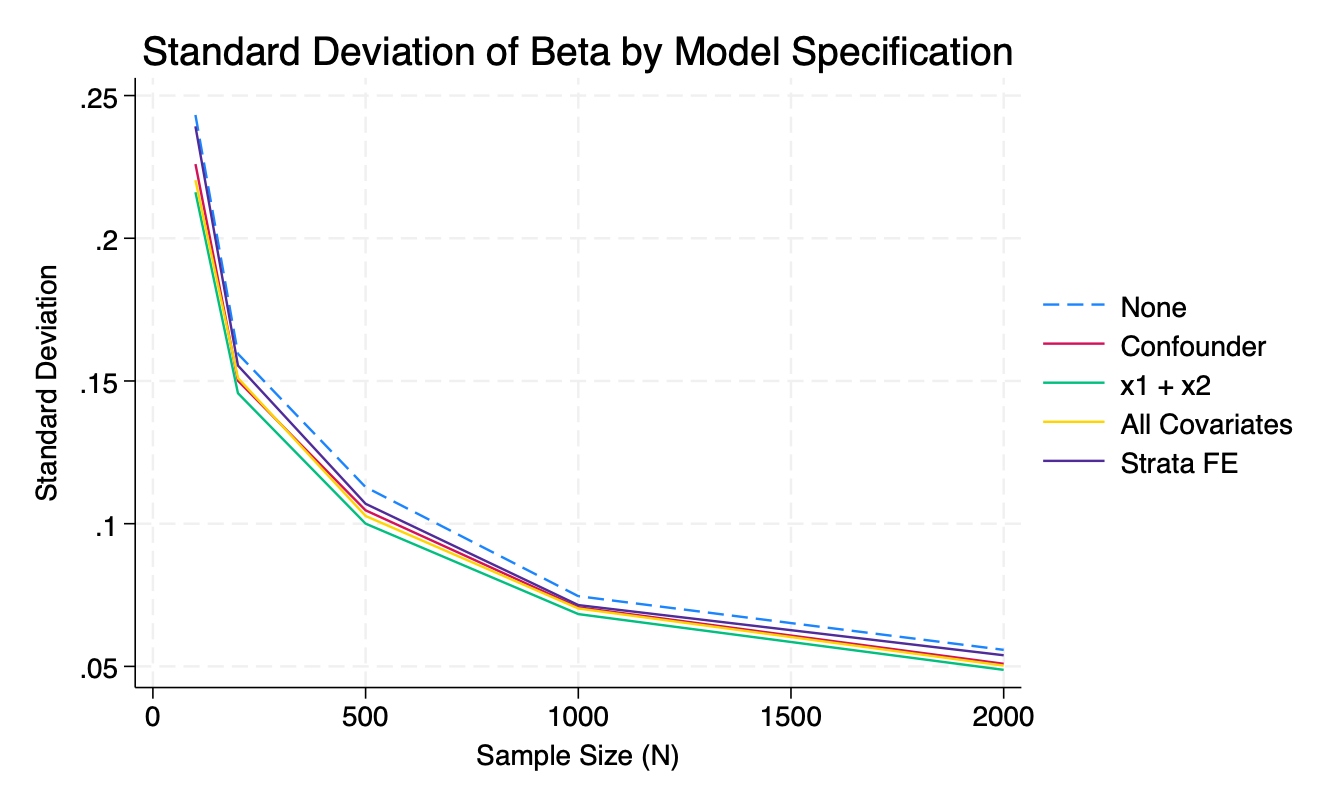 Standard Deviation of Beta by Model Specification
.25
.2
.15
.1
.05
Standard Deviation
0 500 1000 1500 2000
Sample Size (N)
None
Confounder
x1 + x2
All Covariates
Strata FE